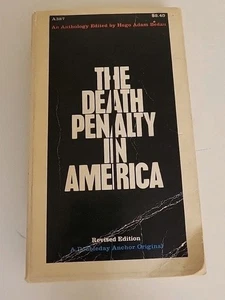 A387 $2.45
An Anthology Edited by Hugo Adam Bedau
THE
DEATH
PENALTY
IN
AMERICA
Revised Edition
A Doubleday Anchor Original